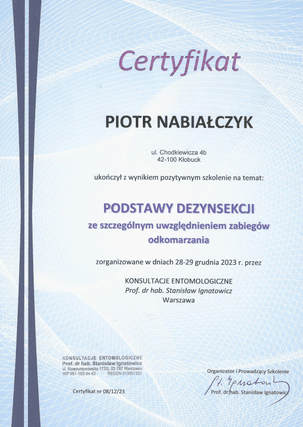 Certyfikat
PIOTR NABIAŁCZYK
ul. Chodkiewicza 4b
42-100 Kłobuck
ukończył z wynikiem pozytywnym szkolenie na temat:
PODSTAWY DEZYNSEKCJI
ze szczególnym uwzględnieniem zabiegów
odkomarzania
zorganizowane w dniach 28-29 grudnia 2023 r. przez
KONSULTACJE ENTOMOLOGICZNE
Prof. dr hab. Stanisław Ignatowicz
Warszawa
KONSULTACJE ENTOMOLOGICZNE
Prof. dr hab. Stanisław Ignatowicz
Certyfikat nr 08/12/23
Organizator i Prowadzący Szkolenie
St. Ignatowicz
Prof. dr hab. Stanisław Ignatowicz